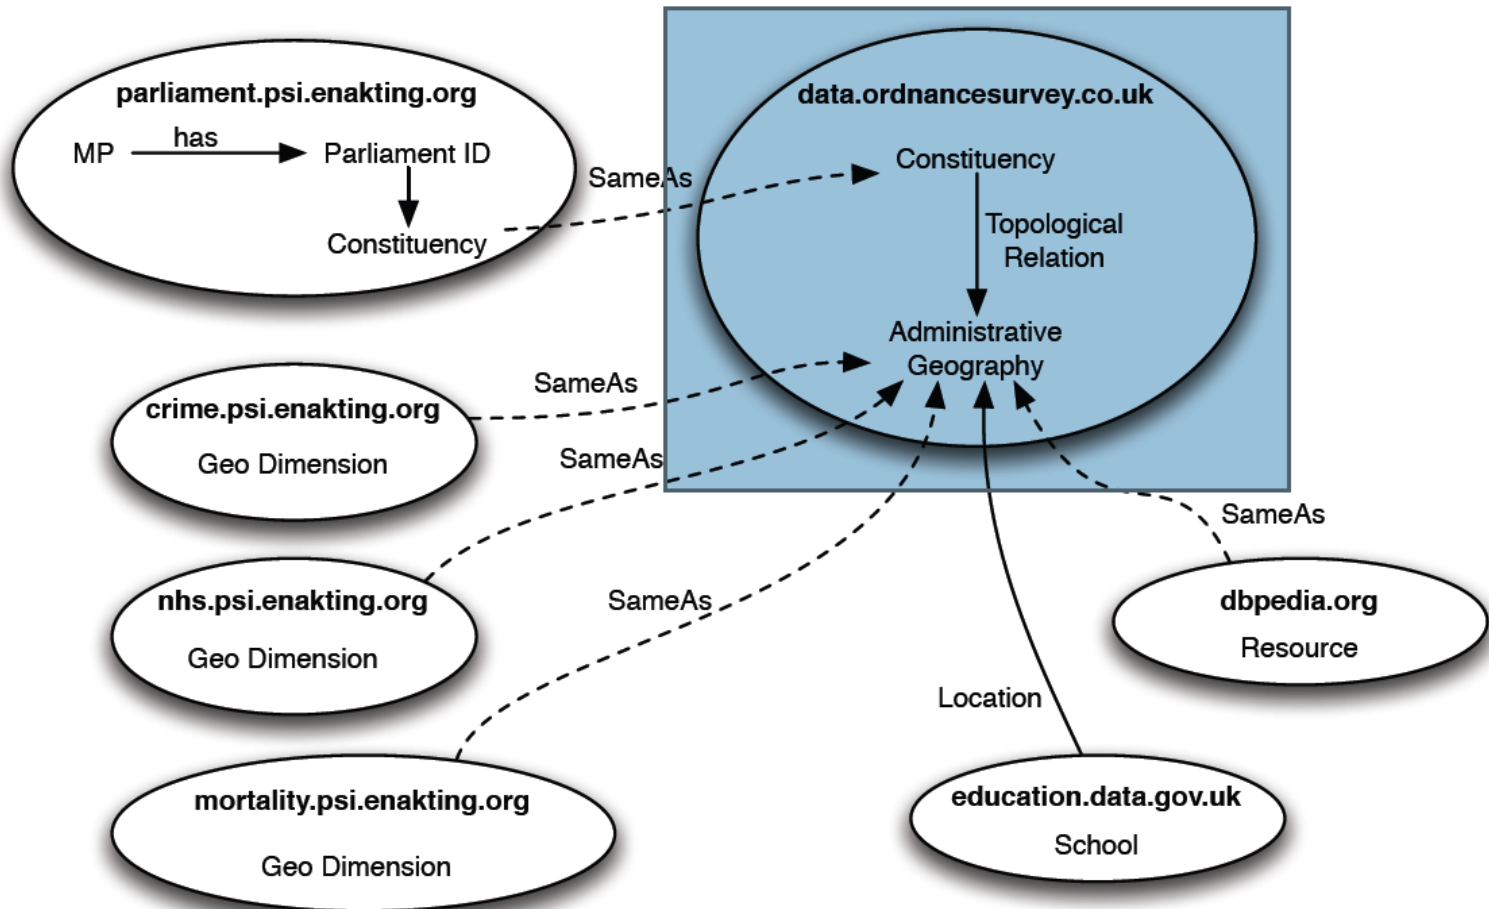 parliament.psi.enakting.org
MP
has
Parliament ID
Constituency
SameAs
data.ordnancesurvey.co.uk
Constituency
Topological
Relation
Administrative
Geography
SameAs
crime.psi.enakting.org
Geo Dimension
SameAs
nhs.psi.enakting.org
Geo Dimension
SameAs
mortality.psi.enakting.org
Geo Dimension
SameAs
dbpedia.org
Resource
Location
education.data.gov.uk
School